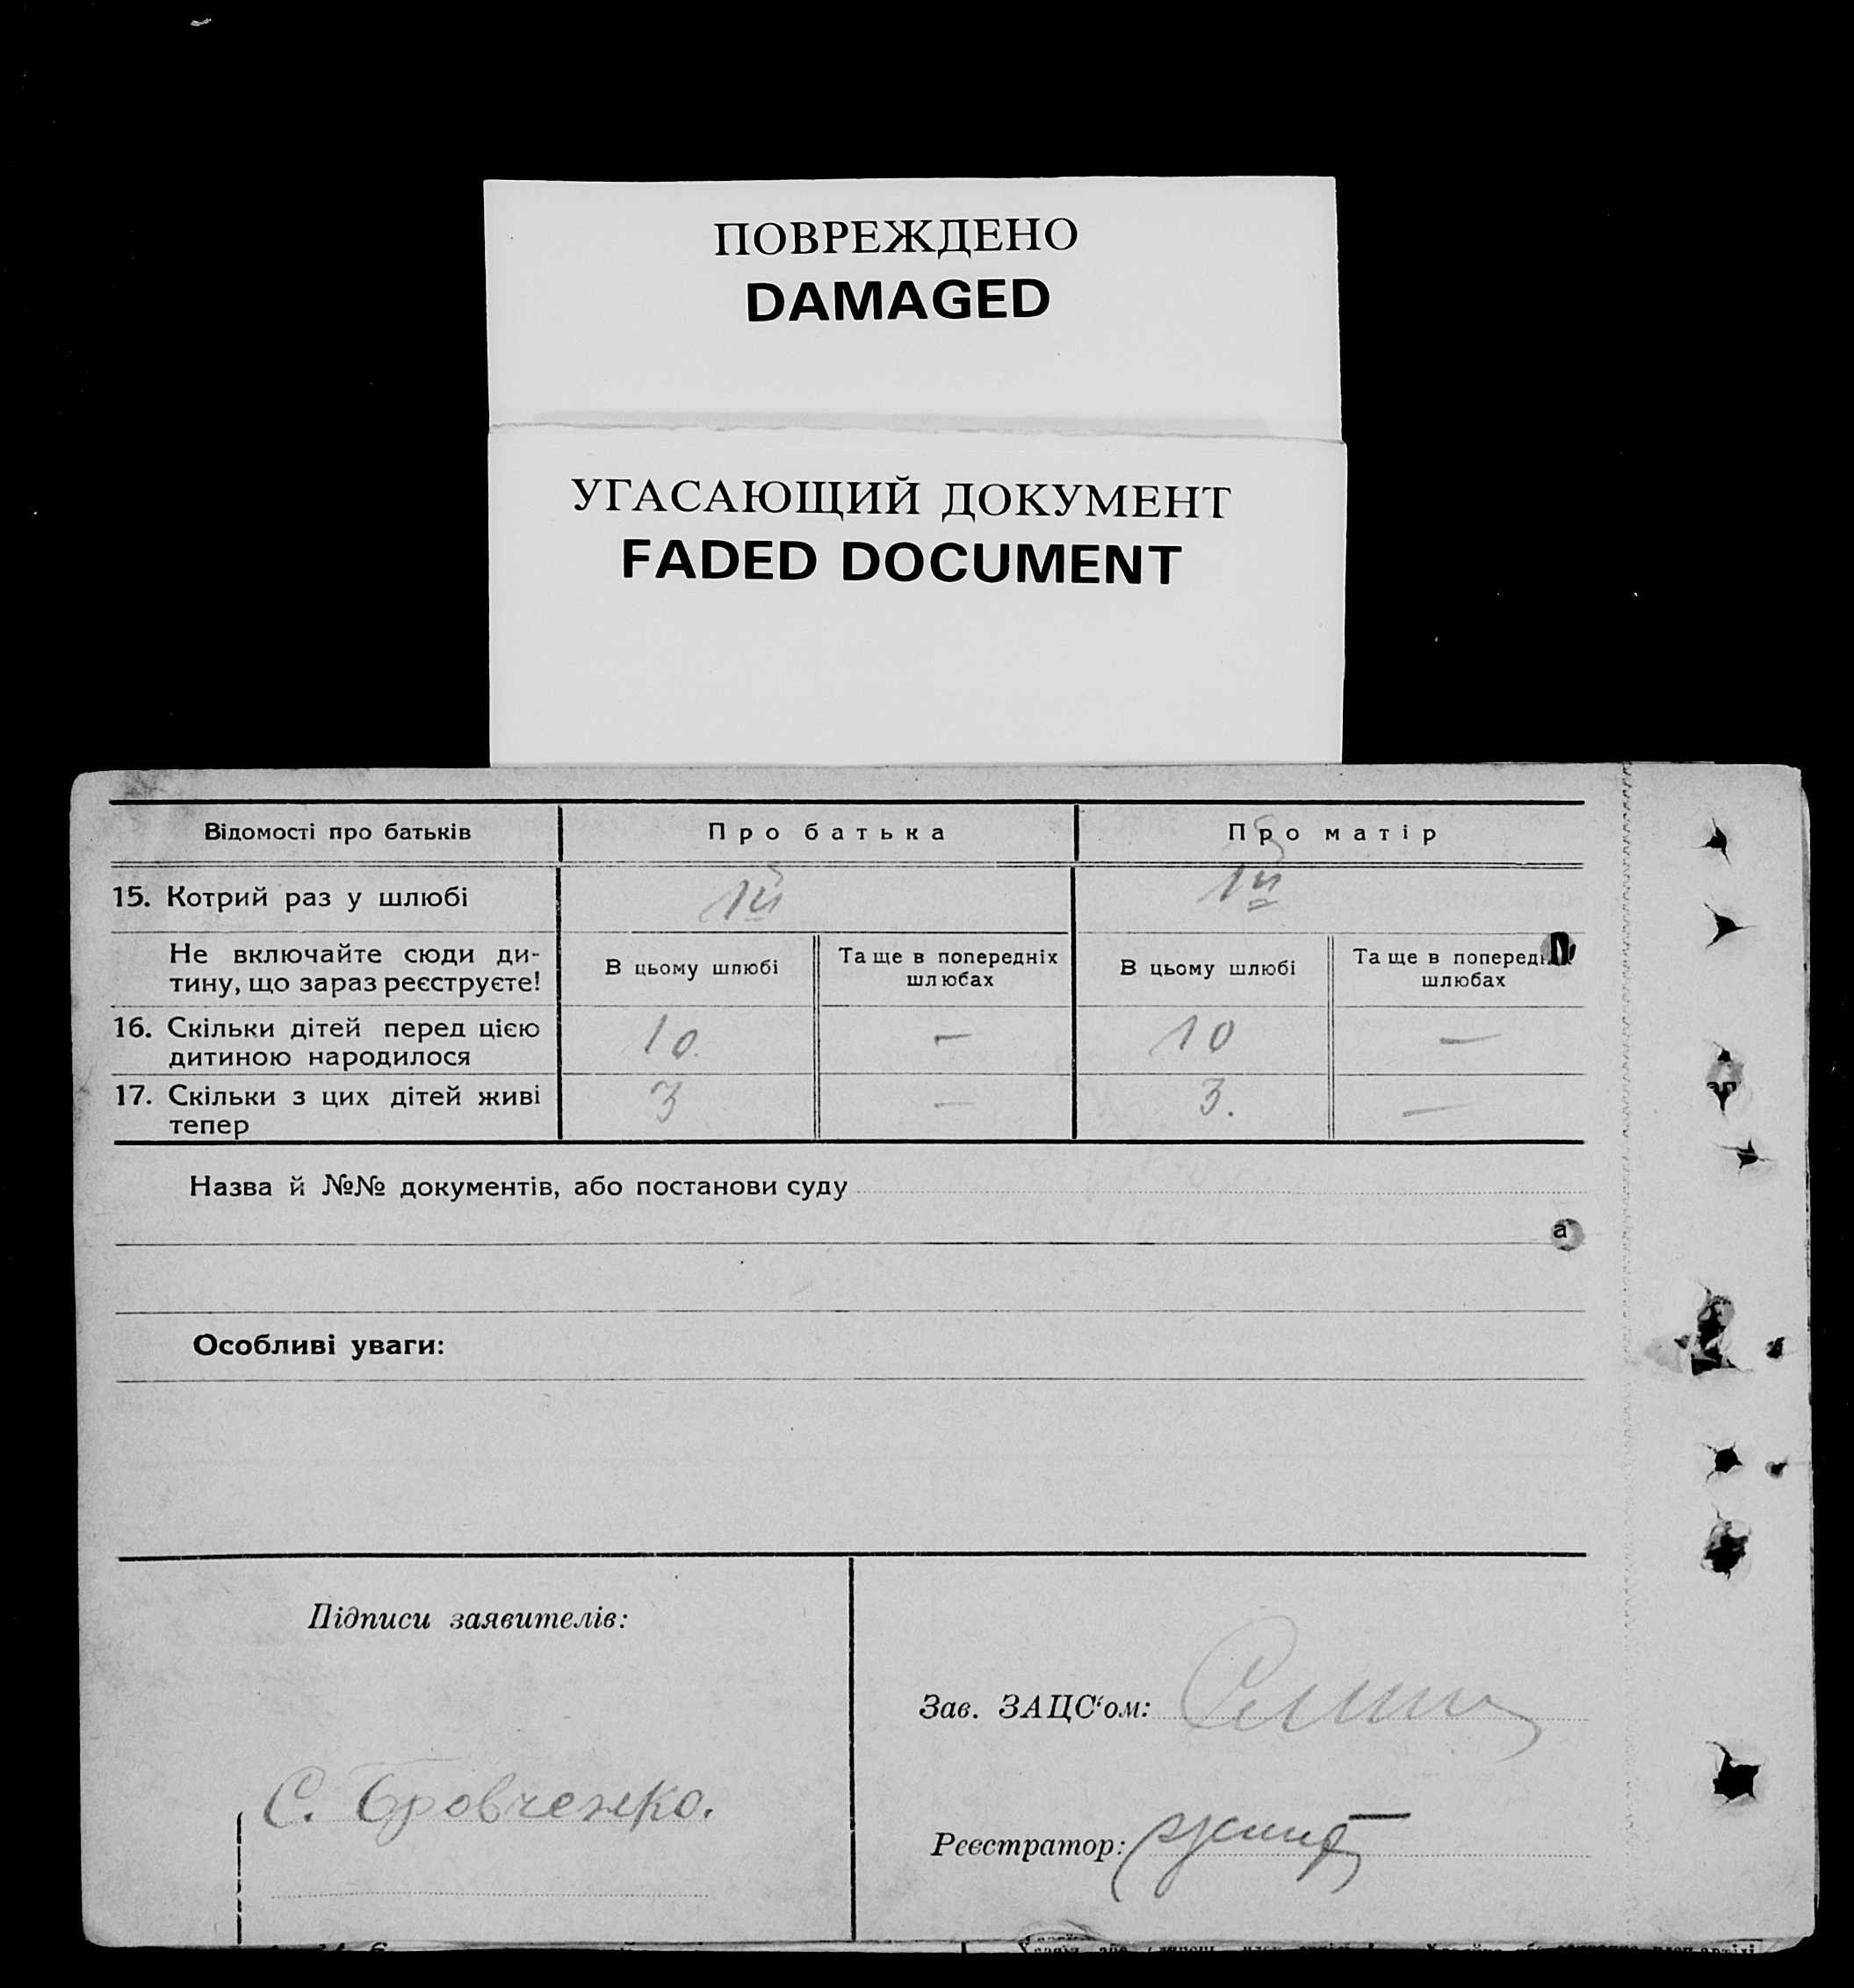 ПОВРЕЖДЕНО
DAMAGED
УГАСАЮЩИЙ ДОКУМЕНТ
FADED DOCUMENT
Відомості про батьків Про батька Про матір
15. Котрий раз у шлюбі 1й 1й
Не включайте сюди ди-
тину, що зараз реєструєте!
В цьому шлюбі
Та ще в попередніх
шлюбах
В цьому шлюбі
Та ще в попередніх
шлюбах
16. Скільки дітей перед цією
дитиною народилося
10. — 10 —
17. Скільки з цих дітей живі
тепер
3 — 3. —
Назва й №№ документів, або постанови суду
а
Особливі уваги:
Підписи заявителів:
Зав. ЗАЦС‘ом:
С. Бровченко.
Реєстратор: